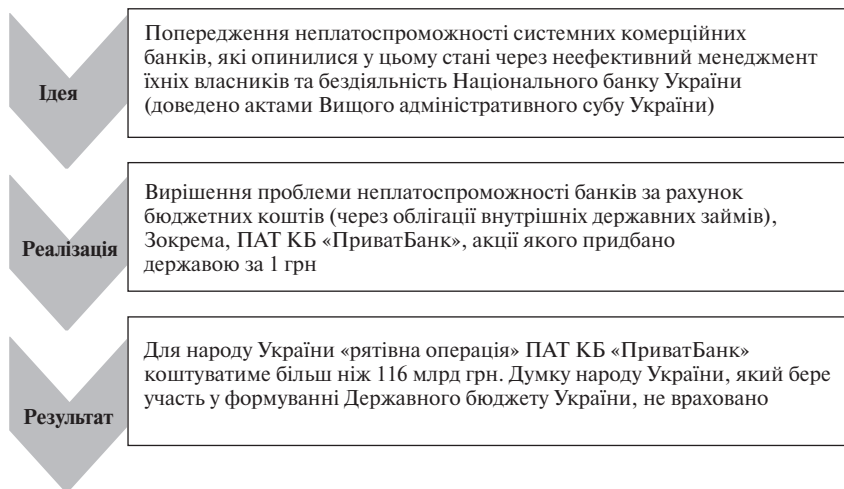 Ідея
Попередження неплатоспроможності системних комерційних
банків, які опинилися у цьому стані через неефективний менеджмент
їхніх власників та бездіяльність Національного банку України
(доведено актами Вищого адміністративного субу України)
Реалізація
Вирішення проблеми неплатоспроможності банків за рахунок
бюджетних коштів (через облігації внутрішніх державних займів),
Зокрема, ПАТ КБ «ПриватБанк», акції якого придбано
державою за 1 грн
Результат
Для народу України «рятівна операція» ПАТ КБ «ПриватБанк»
коштуватиме більш ніж 116 млрд грн. Думку народу України, який бере
участь у формуванні Державного бюджету України, не враховано